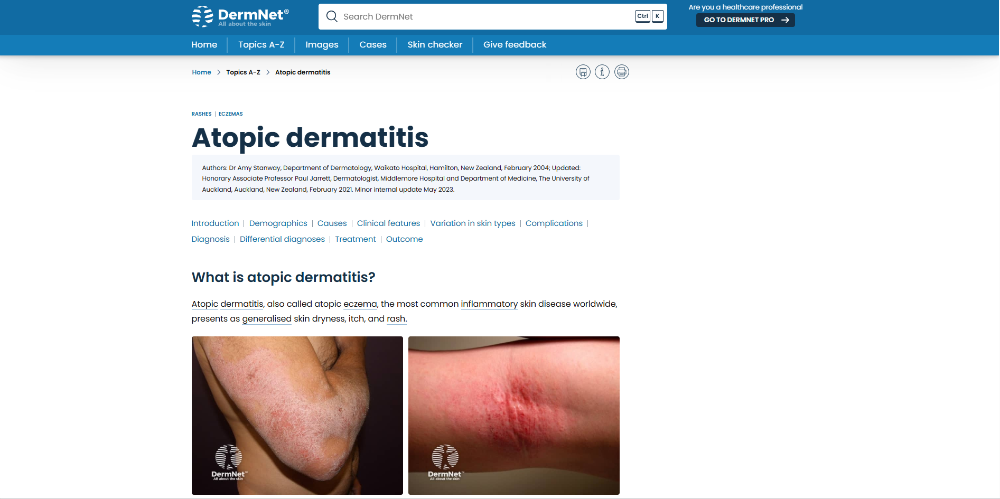 DermNet®
All about the skin
Search DermNet
Ctrl K
Are you a healthcare professional
GO TO DERMNET PRO
Home
Topics A-Z
Images
Cases
Skin checker
Give feedback
Home > Topics A-Z > Atopic dermatitis
RASHES | ECZEMAS
Atopic dermatitis
Authors: Dr Amy Stanway, Department of Dermatology, Waikato Hospital, Hamilton, New Zealand, February 2004; Updated:
Honorary Associate Professor Paul Jarrett, Dermatologist, Middlemore Hospital and Department of Medicine, The University of
Auckland, Auckland, New Zealand, February 2021. Minor internal update May 2023.
Introduction | Demographics | Causes | Clinical features | Variation in skin types | Complications |
Diagnosis | Differential diagnoses | Treatment | Outcome
What is atopic dermatitis?
Atopic dermatitis, also called atopic eczema, the most common inflammatory skin disease worldwide,
presents as generalised skin dryness, itch, and rash.
DermNet™
All about the skin
DermNet™
All about the skin